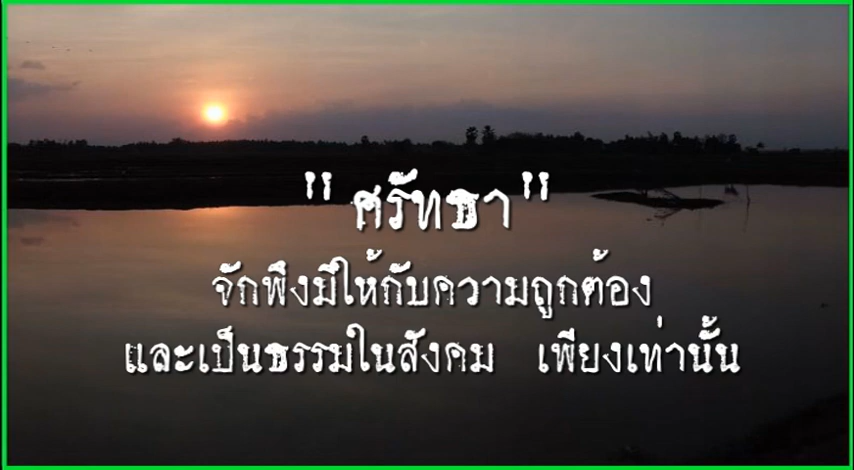 "ศรัทธา"
จักพึงมีให้กับความถูกต้อง
และเป็นธรรมในสังคม เพียงเท่านั้น